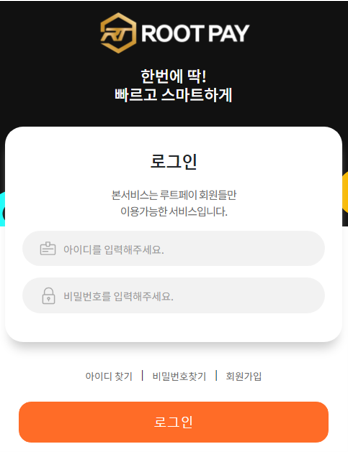 RT ROOT PAY
한번에 딱!
빠르고 스마트하게
로그인
본서비스는 루트페이 회원들만
이용가능한 서비스입니다.
아이디를 입력해주세요.
비밀번호를 입력해주세요.
아이디 찾기 | 비밀번호찾기 | 회원가입
로그인